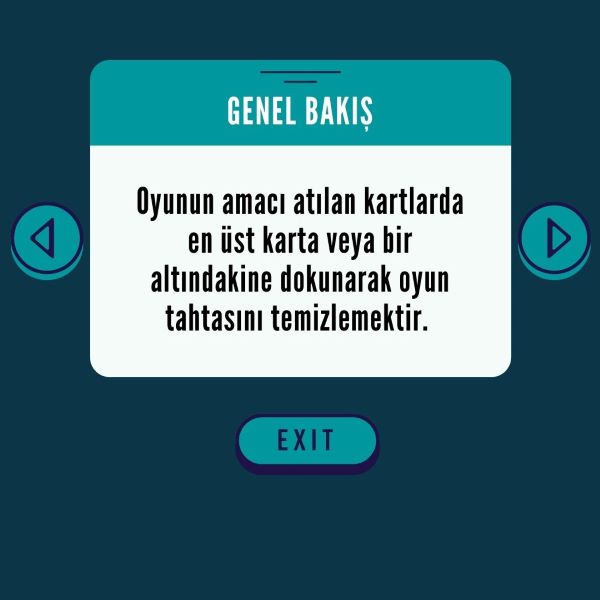 GENEL BAKIŞ
Oyunun amacı atılan kartlarda
en üst karta veya bir
altındakine dokunarak oyun
tahtasını temizlemektir.
EXIT